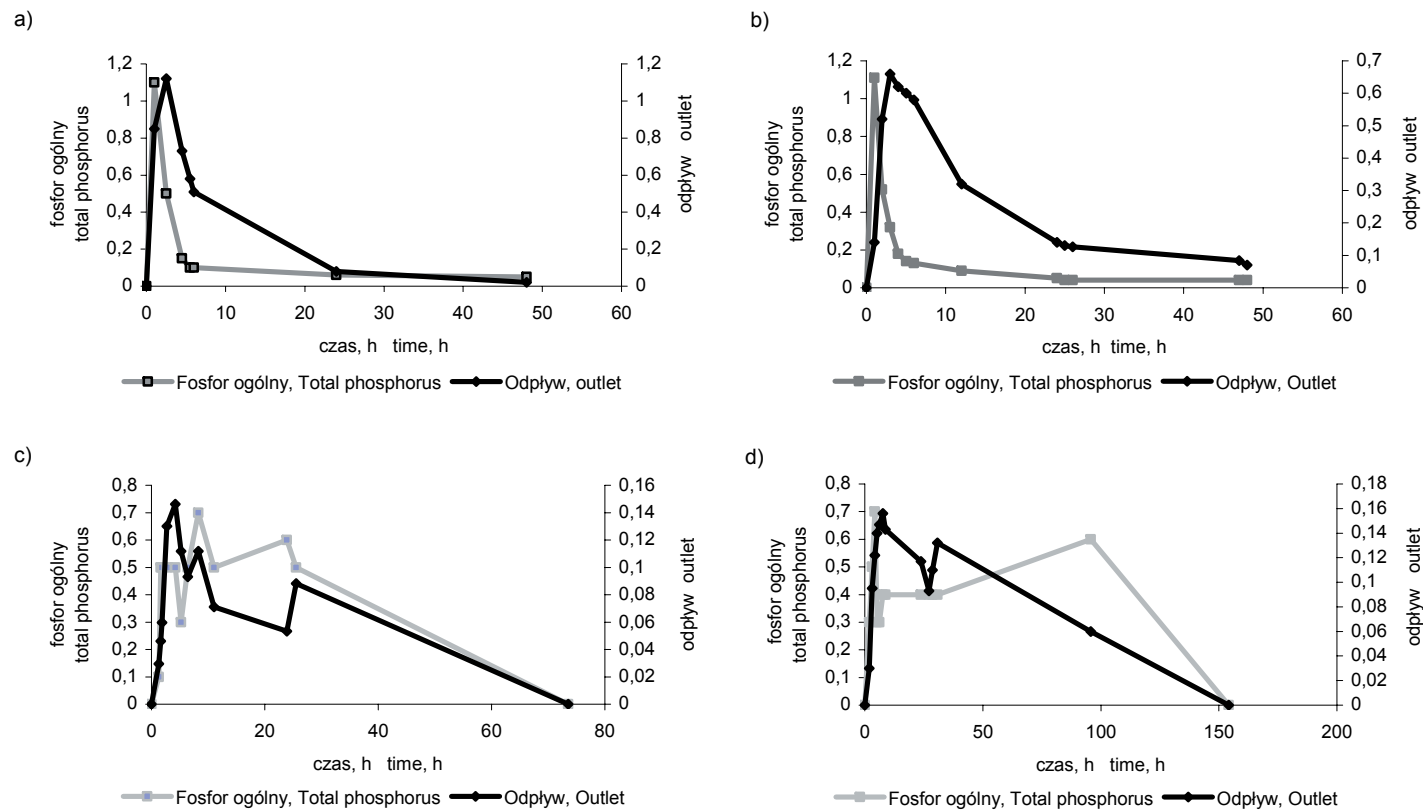 a)
1,2
1
0,8
0,6
0,4
0,2
0
fosfor ogólny
total phosphorus
1,2
1
0,8
0,6
0,4
0,2
0
odpływ outlet
0 10 20 30 40 50 60
czas, h time, h
Fosfor ogólny, Total phosphorus Odpływ, Outlet
b)
1,2
1
0,8
0,6
0,4
0,2
0
fosfor ogólny
total phosphorus
0,7
0,6
0,5
0,4
0,3
0,2
0,1
0
odpływ outlet
0 10 20 30 40 50 60
czas, h time, h
Fosfor ogólny, Total phosphorus Odpływ, Outlet
c)
0,8
0,7
0,6
0,5
0,4
0,3
0,2
0,1
0
fosfor ogólny
total phosphorus
0,16
0,14
0,12
0,1
0,08
0,06
0,04
0,02
0
odpływ outlet
0 20 40 60 80
czas, h time, h
Fosfor ogólny, Total phosphorus Odpływ, Outlet
d)
0,8
0,7
0,6
0,5
0,4
0,3
0,2
0,1
0
fosfor ogólny
total phosphorus
0,18
0,16
0,14
0,12
0,1
0,08
0,06
0,04
0,02
0
odpływ outlet
0 50 100 150 200
czas, h time, h
Fosfor ogólny, Total phosphorus Odpływ, Outlet